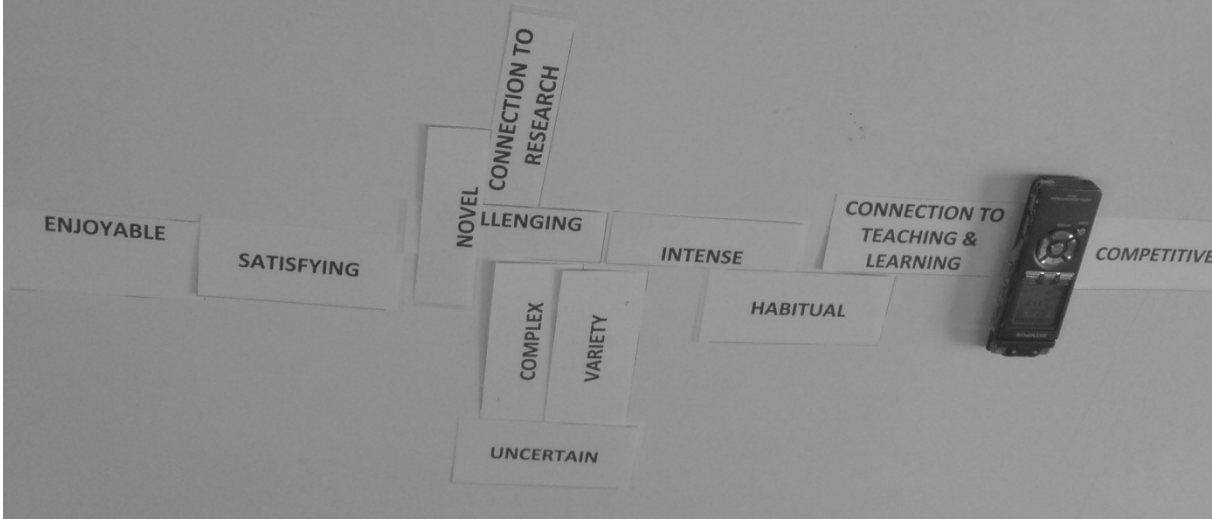 CONNECTION TO
RESEARCH
NOVEL
LLENGING
ENJOYABLE
SATISFYING
INTENSE
CONNECTION TO
TEACHING &
LEARNING
COMPETITIVE
HABITUAL
COMPLEX
VARIETY
UNCERTAIN